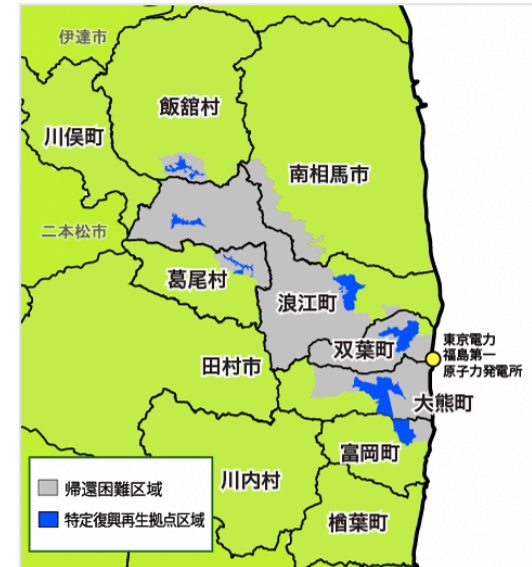 伊達市
飯舘村
川俣町
南相馬市
二本松市
葛尾村
浪江町
双葉町
東京電力
福島第一
原子力発電所
田村市
大熊町
富岡町
川内村
楢葉町
帰還困難区域
特定復興再生拠点区域